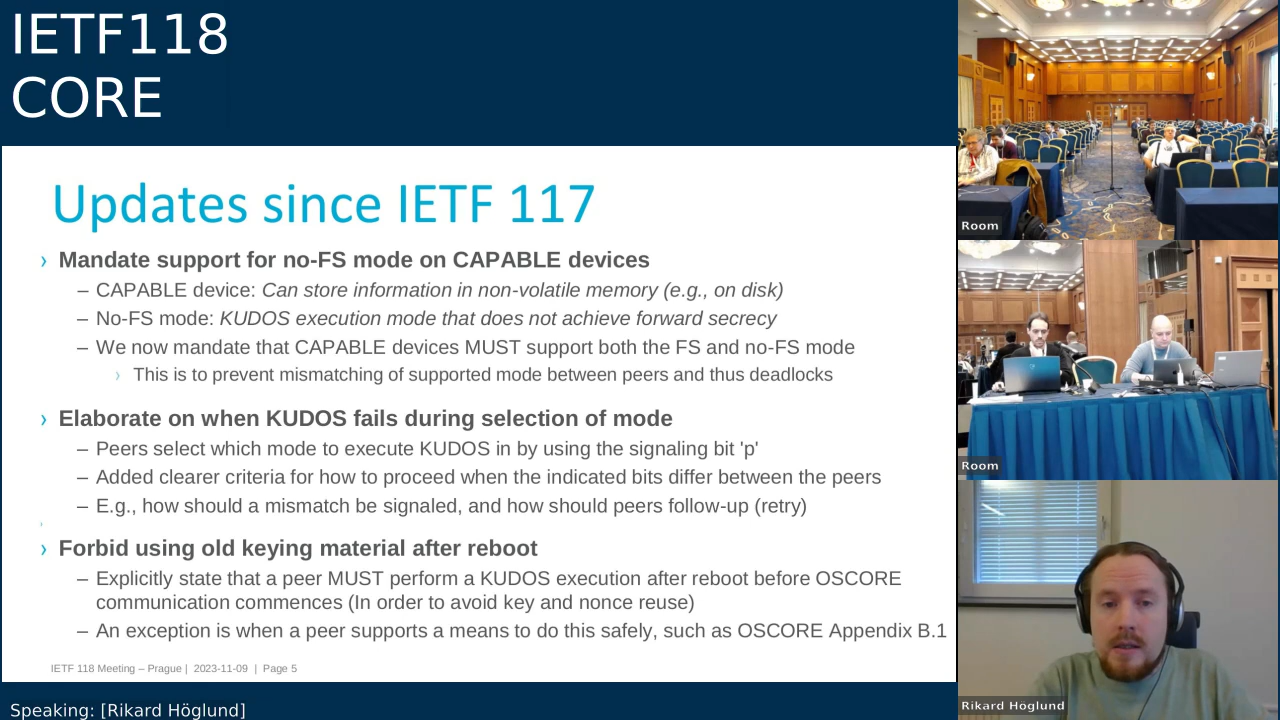 IETF118
CORE
Updates since IETF 117
› Mandate support for no-FS mode on CAPABLE devices
– CAPABLE device: Can store information in non-volatile memory (e.g., on disk)
– No-FS mode: KUDOS execution mode that does not achieve forward secrecy
– We now mandate that CAPABLE devices MUST support both the FS and no-FS mode
› This is to prevent mismatching of supported mode between peers and thus deadlocks
› Elaborate on when KUDOS fails during selection of mode
– Peers select which mode to execute KUDOS in by using the signaling bit 'p'
– Added clearer criteria for how to proceed when the indicated bits differ between the peers
– E.g., how should a mismatch be signaled, and how should peers follow-up (retry)
›
› Forbid using old keying material after reboot
– Explicitly state that a peer MUST perform a KUDOS execution after reboot before OSCORE
communication commences (In order to avoid key and nonce reuse)
– An exception is when a peer supports a means to do this safely, such as OSCORE Appendix B.1
IETF 118 Meeting – Prague | 2023-11-09 | Page 5
Speaking: [Rikard Höglund]
Room
Room
Rikard Höglund